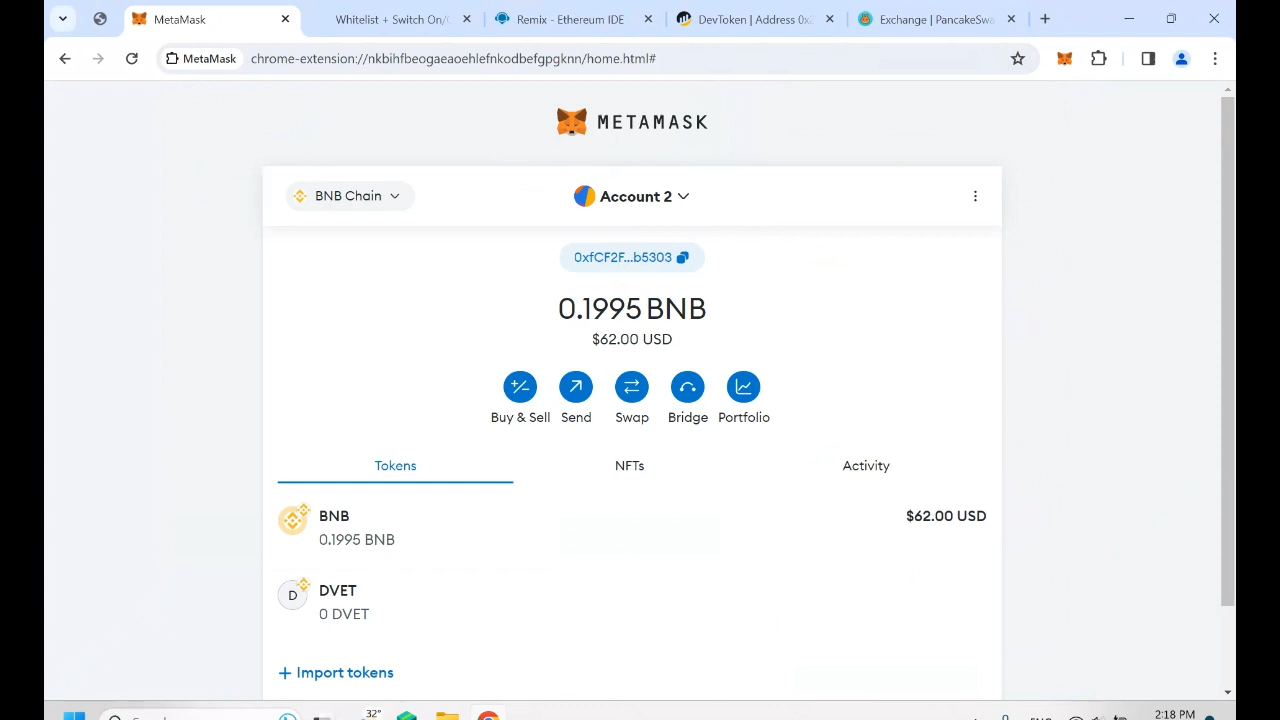 MetaMask
Whitelist + Switch On/
Remix - Ethereum IDE
DevToken | Address 0x
Exchange | PancakeSwa
MetaMask
chrome-extension://nkbihfbeogaeaoehlefnkodbefgpgknn/home.html#
METAMASK
BNB Chain
Account 2
0xfCF2F...b5303
0.1995 BNB
$62.00 USD
+/-
Buy & Sell
Send
Swap
Bridge
Portfolio
Tokens
NFTs
Activity
BNB
$62.00 USD
0.1995 BNB
D
DVET
0 DVET
+ Import tokens
32°
2:18 PM